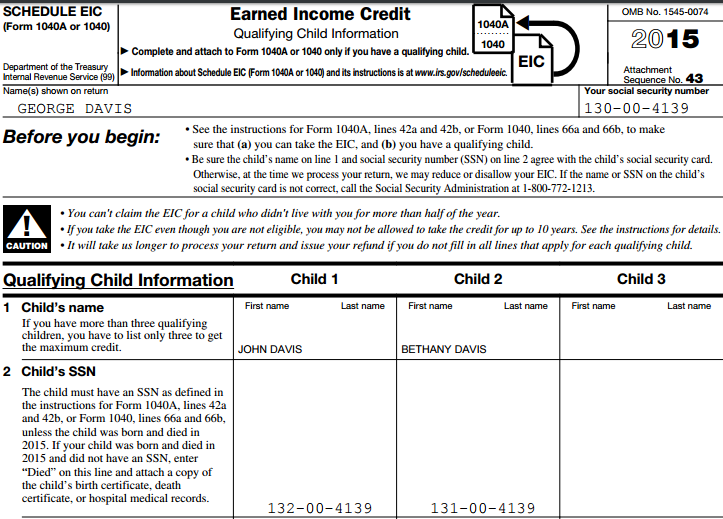 SCHEDULE EIC
(Form 1040A or 1040)
Department of the Treasury
Internal Revenue Service (99)
Earned Income Credit
Qualifying Child Information
▶ Complete and attach to Form 1040A or 1040 only if you have a qualifying child.
▶ Information about Schedule EIC (Form 1040A or 1040) and its instructions is at www.irs.gov/scheduleeic.
1040A
1040
EIC
OMB No. 1545-0074
2015
Attachment
Sequence No. 43
Name(s) shown on return
GEORGE DAVIS
Your social security number
130-00-4139
Before you begin:
• See the instructions for Form 1040A, lines 42a and 42b, or Form 1040, lines 66a and 66b, to make
sure that (a) you can take the EIC, and (b) you have a qualifying child.
• Be sure the child's name on line 1 and social security number (SSN) on line 2 agree with the child's social security card.
Otherwise, at the time we process your return, we may reduce or disallow your EIC. If the name or SSN on the child's
social security card is not correct, call the Social Security Administration at 1-800-772-1213.
CAUTION
• You can't claim the EIC for a child who didn't live with you for more than half of the year.
• If you take the EIC even though you are not eligible, you may not be allowed to take the credit for up to 10 years. See the instructions for details.
• It will take us longer to process your return and issue your refund if you do not fill in all lines that apply for each qualifying child.
Qualifying Child Information Child 1 Child 2 Child 3
1 Child's name
If you have more than three qualifying
children, you have to list only three to get
the maximum credit.
First name Last name
JOHN DAVIS
First name Last name
BETHANY DAVIS
First name Last name
2 Child's SSN
The child must have an SSN as defined in
the instructions for Form 1040A, lines 42a
and 42b, or Form 1040, lines 66a and 66b,
unless the child was born and died in
2015. If your child was born and died in
2015 and did not have an SSN, enter
"Died" on this line and attach a copy of
the child's birth certificate, death
certificate, or hospital medical records.
132-00-4139
131-00-4139